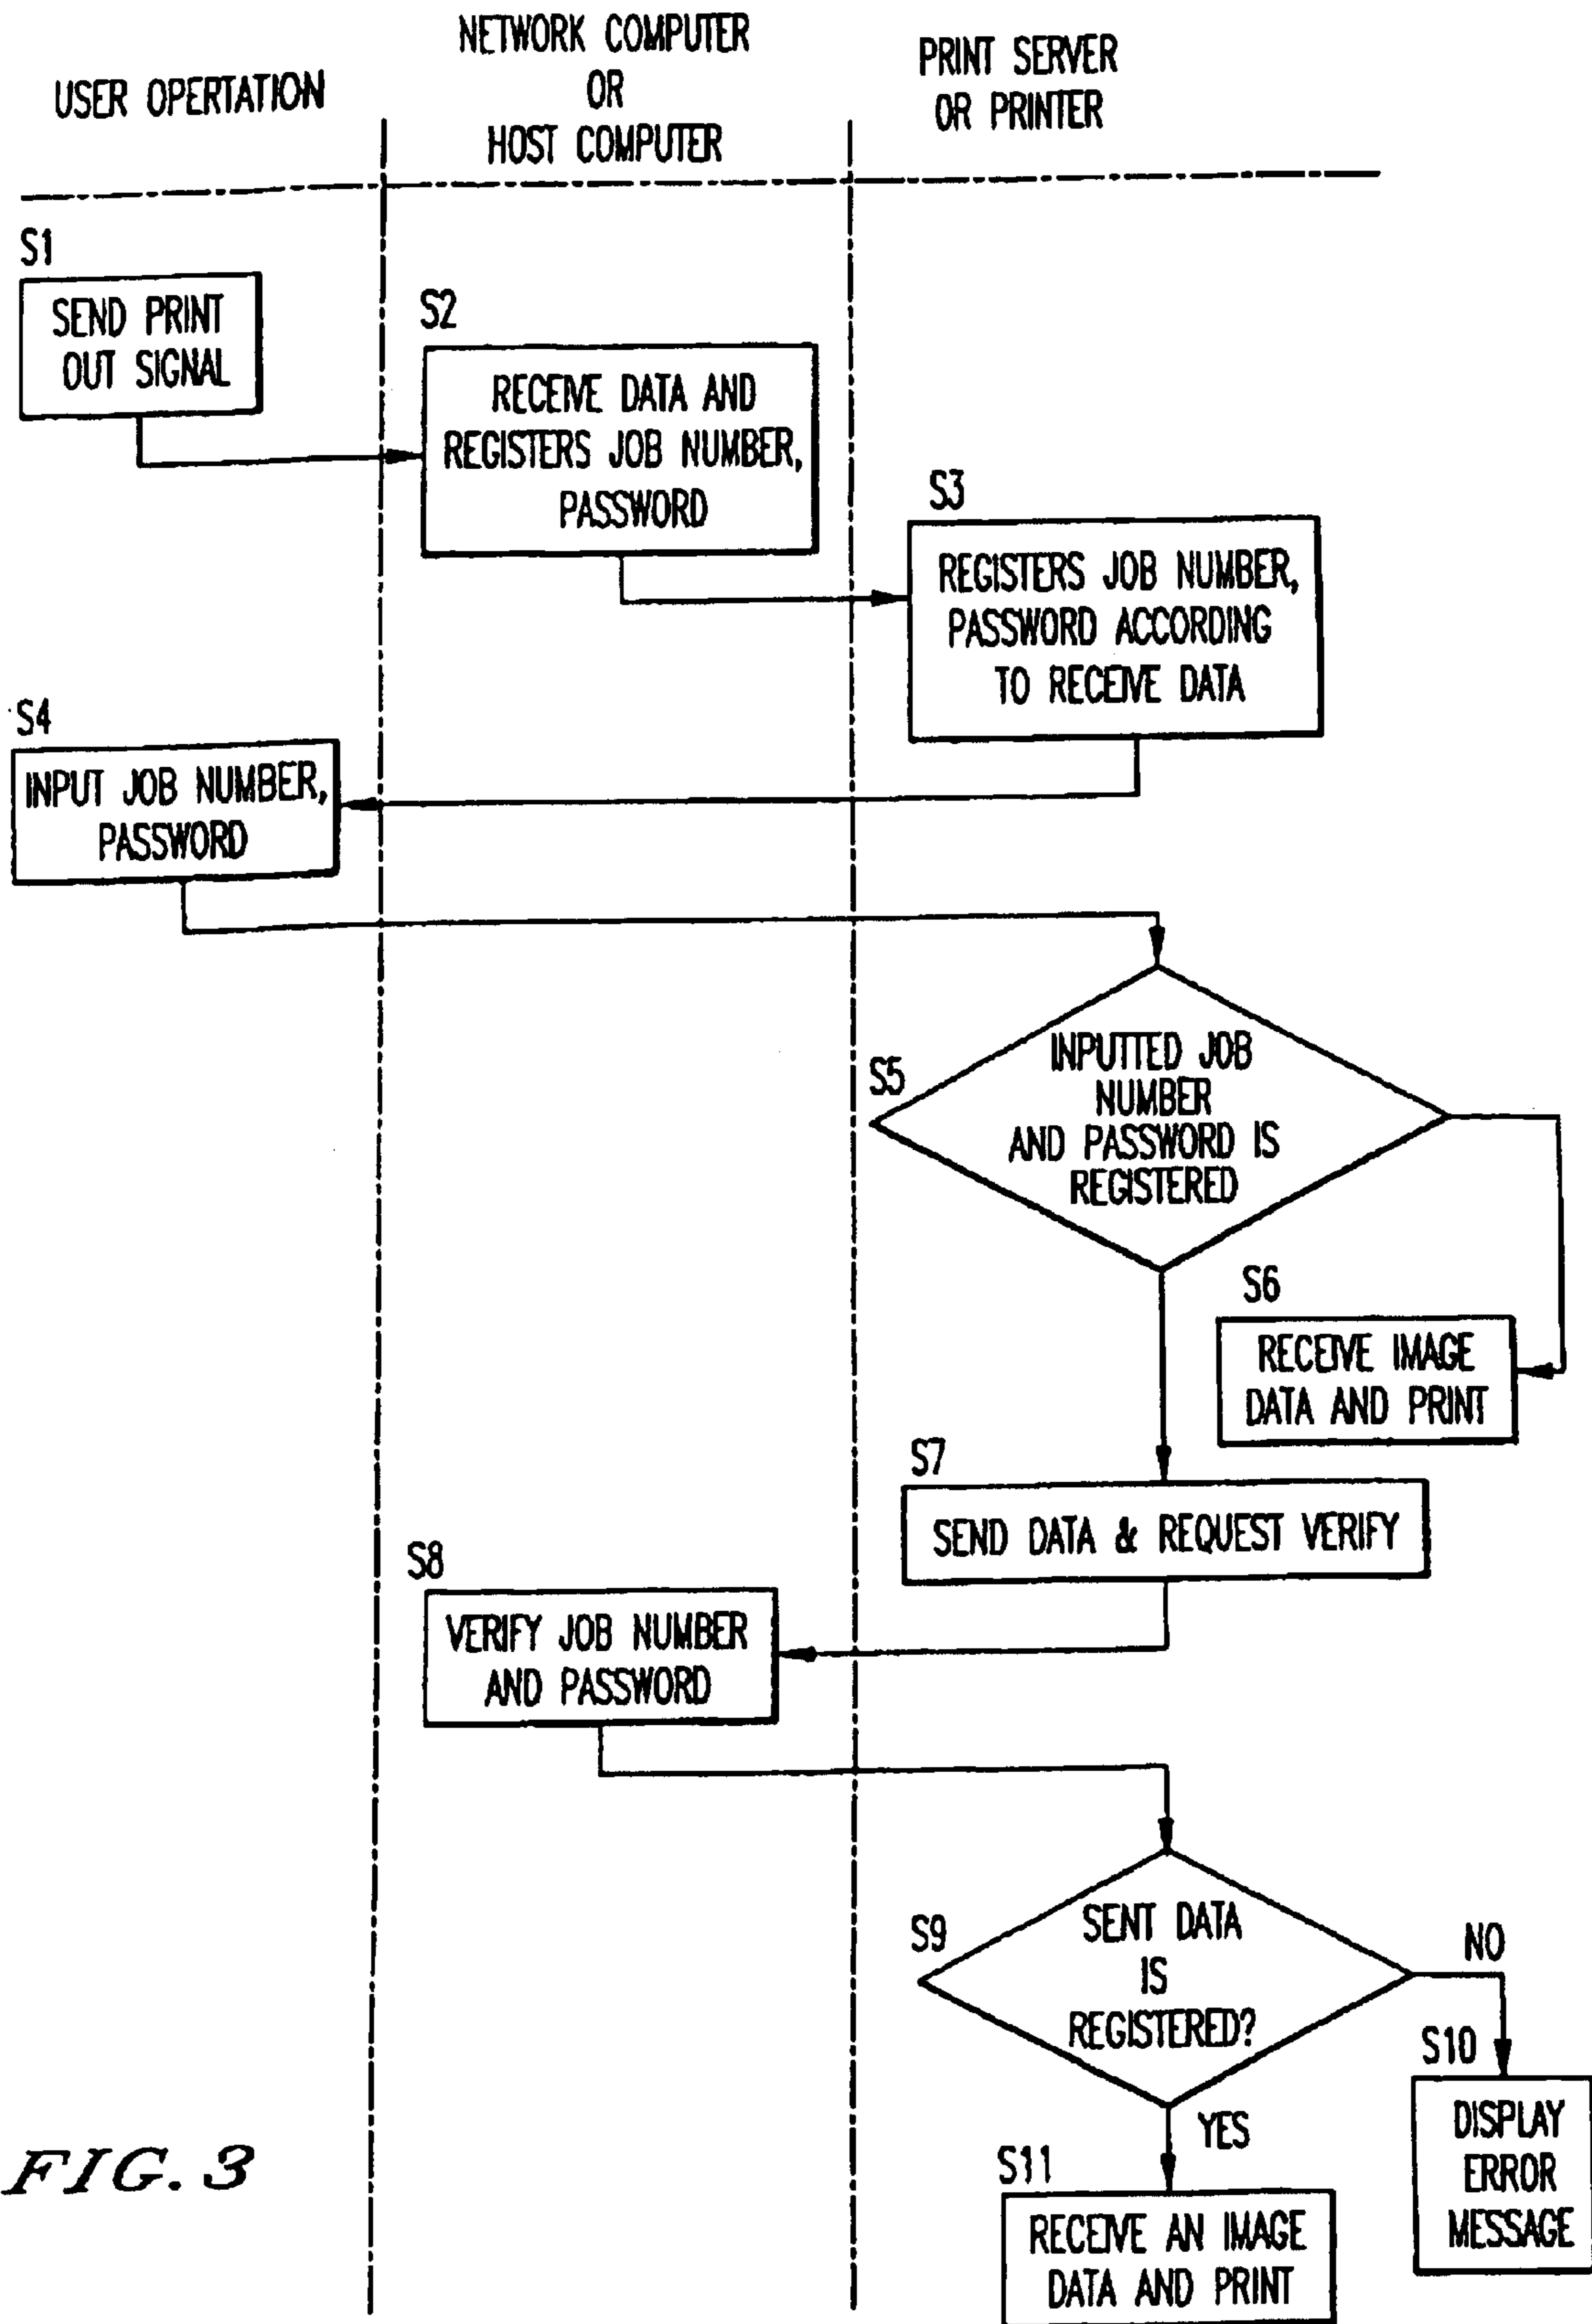 USER OPERTATION
NETWORK COMPUTER
OR
HOST COMPUTER
PRINT SERVER
OR PRINTER
S1
SEND PRINT
OUT SIGNAL
S2
RECEIVE DATA AND
REGISTERS JOB NUMBER,
PASSWORD
S3
REGISTERS JOB NUMBER,
PASSWORD ACCORDING
TO RECEIVE DATA
S4
INPUT JOB NUMBER,
PASSWORD
S5
INPUTTED JOB
NUMBER
AND PASSWORD IS
REGISTERED
S6
RECEIVE IMAGE
DATA AND PRINT
S7
SEND DATA & REQUEST VERIFY
S8
VERIFY JOB NUMBER
AND PASSWORD
S9
SENT DATA
IS
REGISTERED?
NO
S10
DISPLAY
ERROR
MESSAGE
YES
S11
RECEIVE AN IMAGE
DATA AND PRINT
FIG. 3